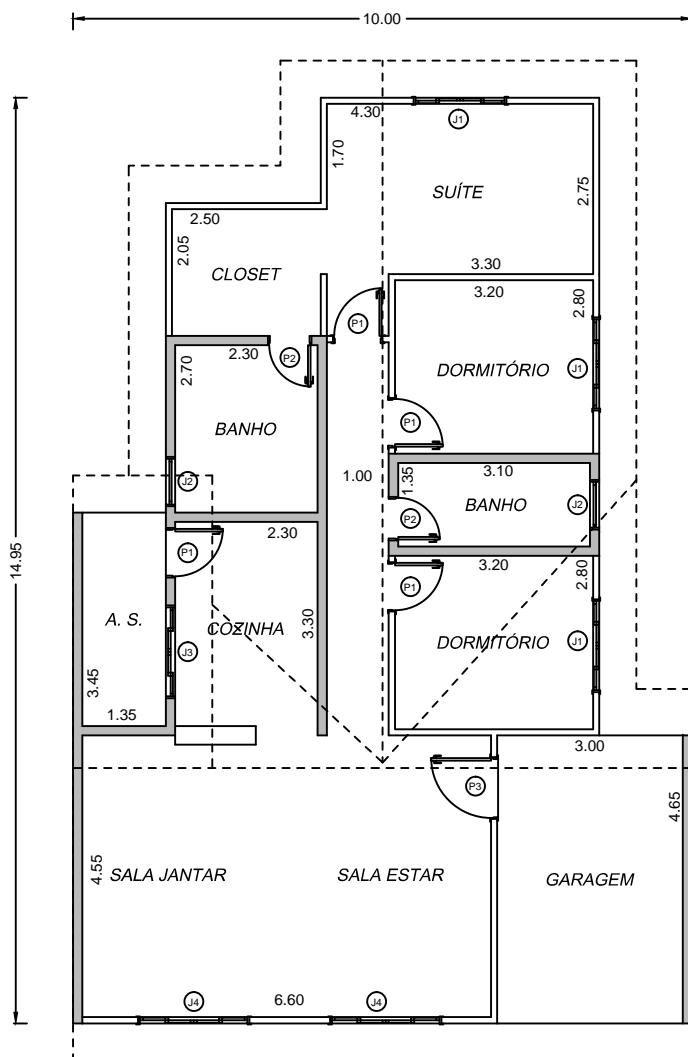 10.00
4.30
J1
1.70
SUÍTE
2.75
2.50
2.05
CLOSET
3.30
3.20
2.80
P1
P2
2.30
2.70
DORMITÓRIO
J1
P1
BANHO
1.00
3.10
1.35
J2
BANHO
J2
P2
2.30
P1
3.20
2.80
P1
14.95
A. S.
COZINHA
3.30
DORMITÓRIO
J1
J3
3.45
1.35
3.00
P3
4.65
4.55
SALA JANTAR
SALA ESTAR
GARAGEM
J4
6.60
J4